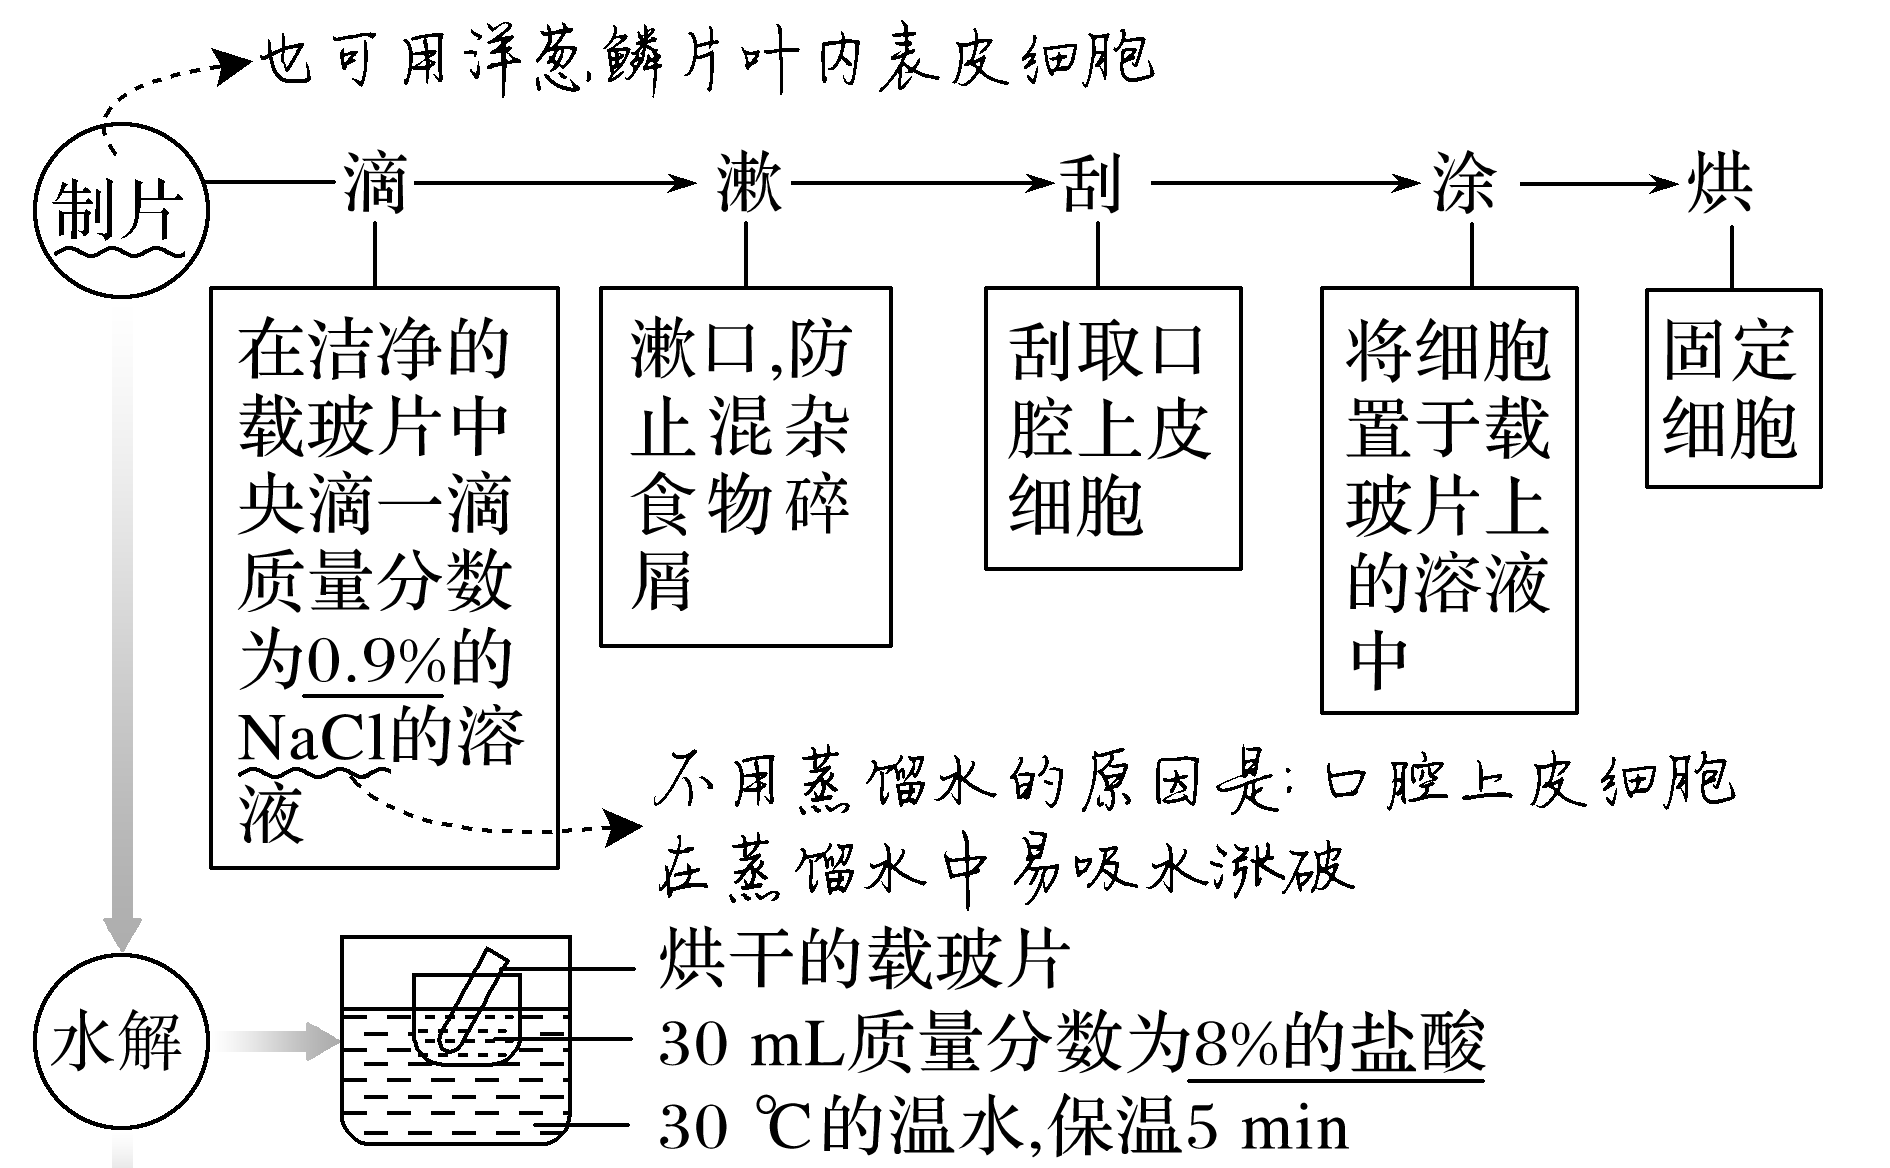 也可用洋葱鳞片叶内表皮细胞
制片
滴
漱
刮
涂
烘
在洁净的
载玻片中
央滴一滴
质量分数
为0.9%的
NaCl的溶
液
漱口,防
止混杂
食物碎
屑
刮取口
腔上皮
细胞
将细胞
置于载
玻片上
的溶液
中
固定
细胞
不用蒸馏水的原因是:口腔上皮细胞
在蒸馏水中易吸水涨破
水解
烘干的载玻片
30 mL质量分数为8%的盐酸
30 ℃的温水,保温5 min